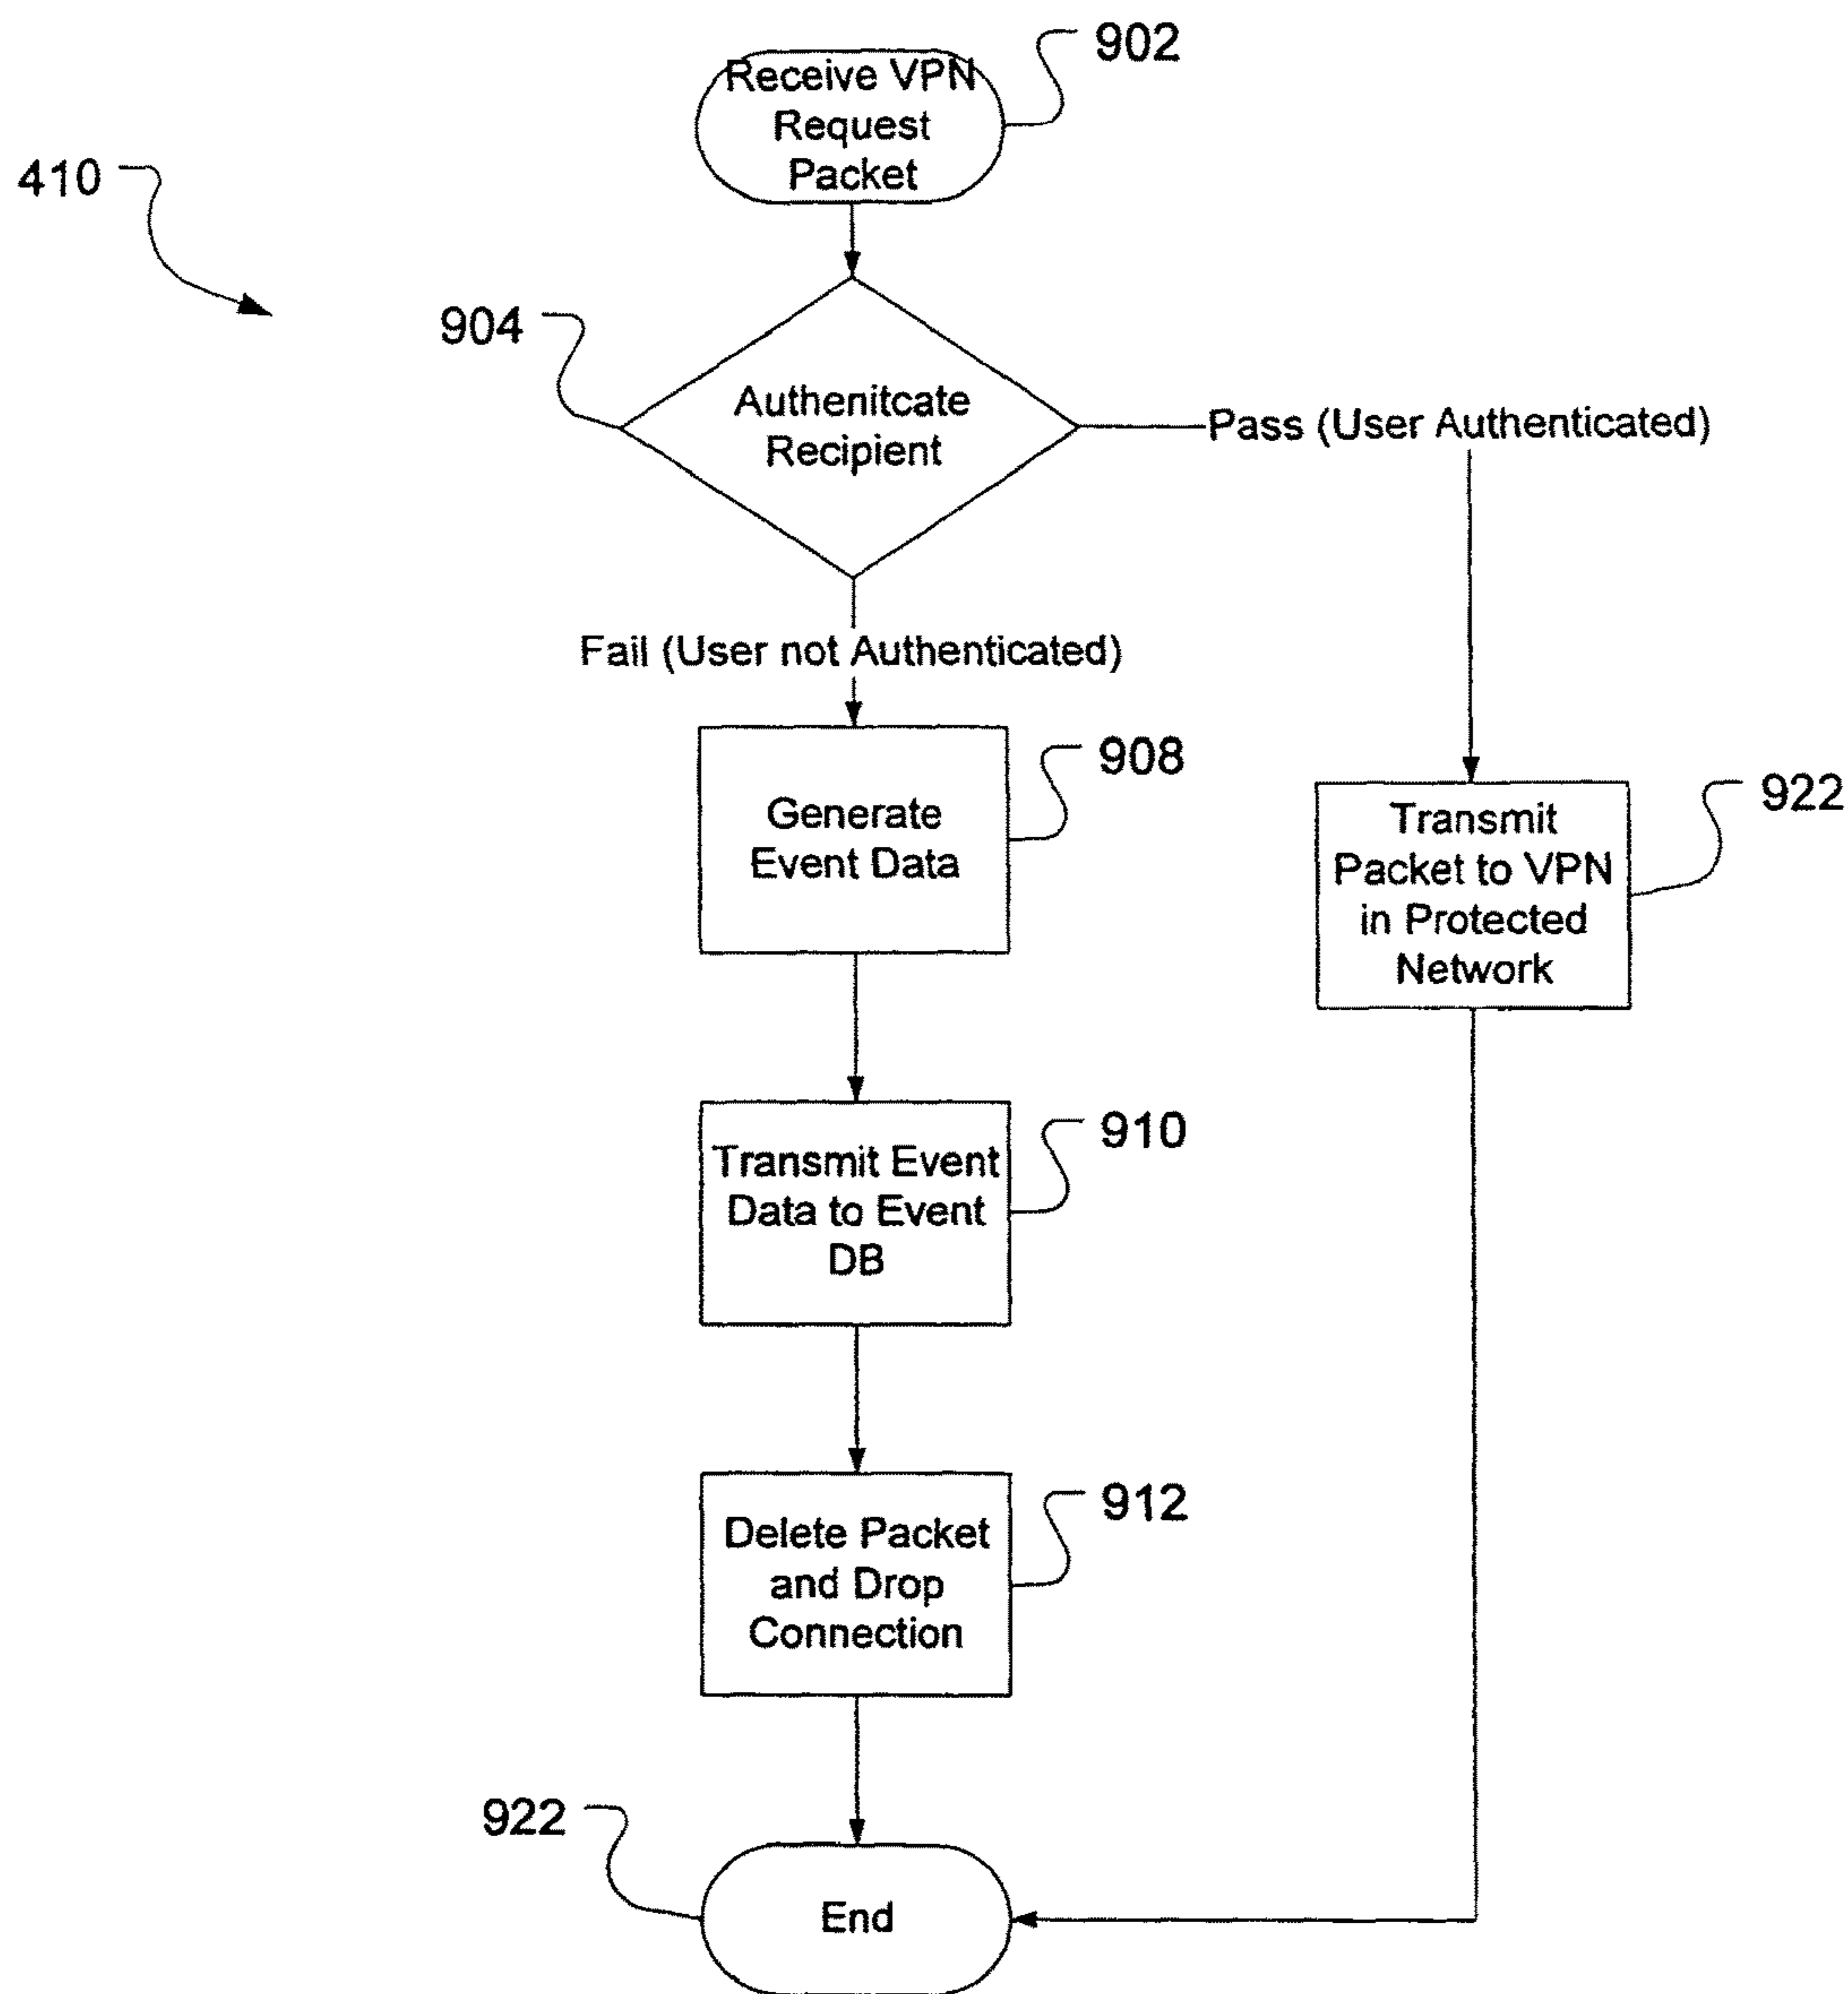 902
Receive VPN
Request
Packet
410
904
Authenitcate
Recipient
Pass (User Authenticated)
Fail (User not Authenticated)
908
Generate
Event Data
922
Transmit
Packet to VPN
in Protected
Network
910
Transmit Event
Data to Event
DB
912
Delete Packet
and Drop
Connection
922
End